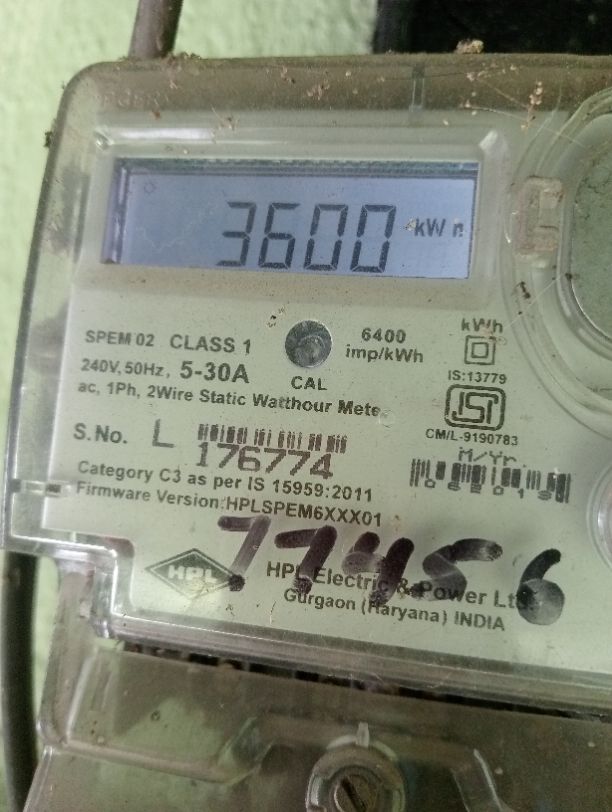 3600 kWh
SPEM 02 CLASS 1
6400
imp/kWh
kWh
240V, 50Hz, 5-30A
CAL
IS:13779
ac, 1Ph, 2Wire Static Watthour Meter
ISI
CM/L-9190783
S.No. L
176774
M/Yr.
Category C3 as per IS 15959:2011
Firmware Version:HPLSPEM6XXX01
77456
HPL
HPL Electric & Power Lt
Gurgaon (Haryana) INDIA